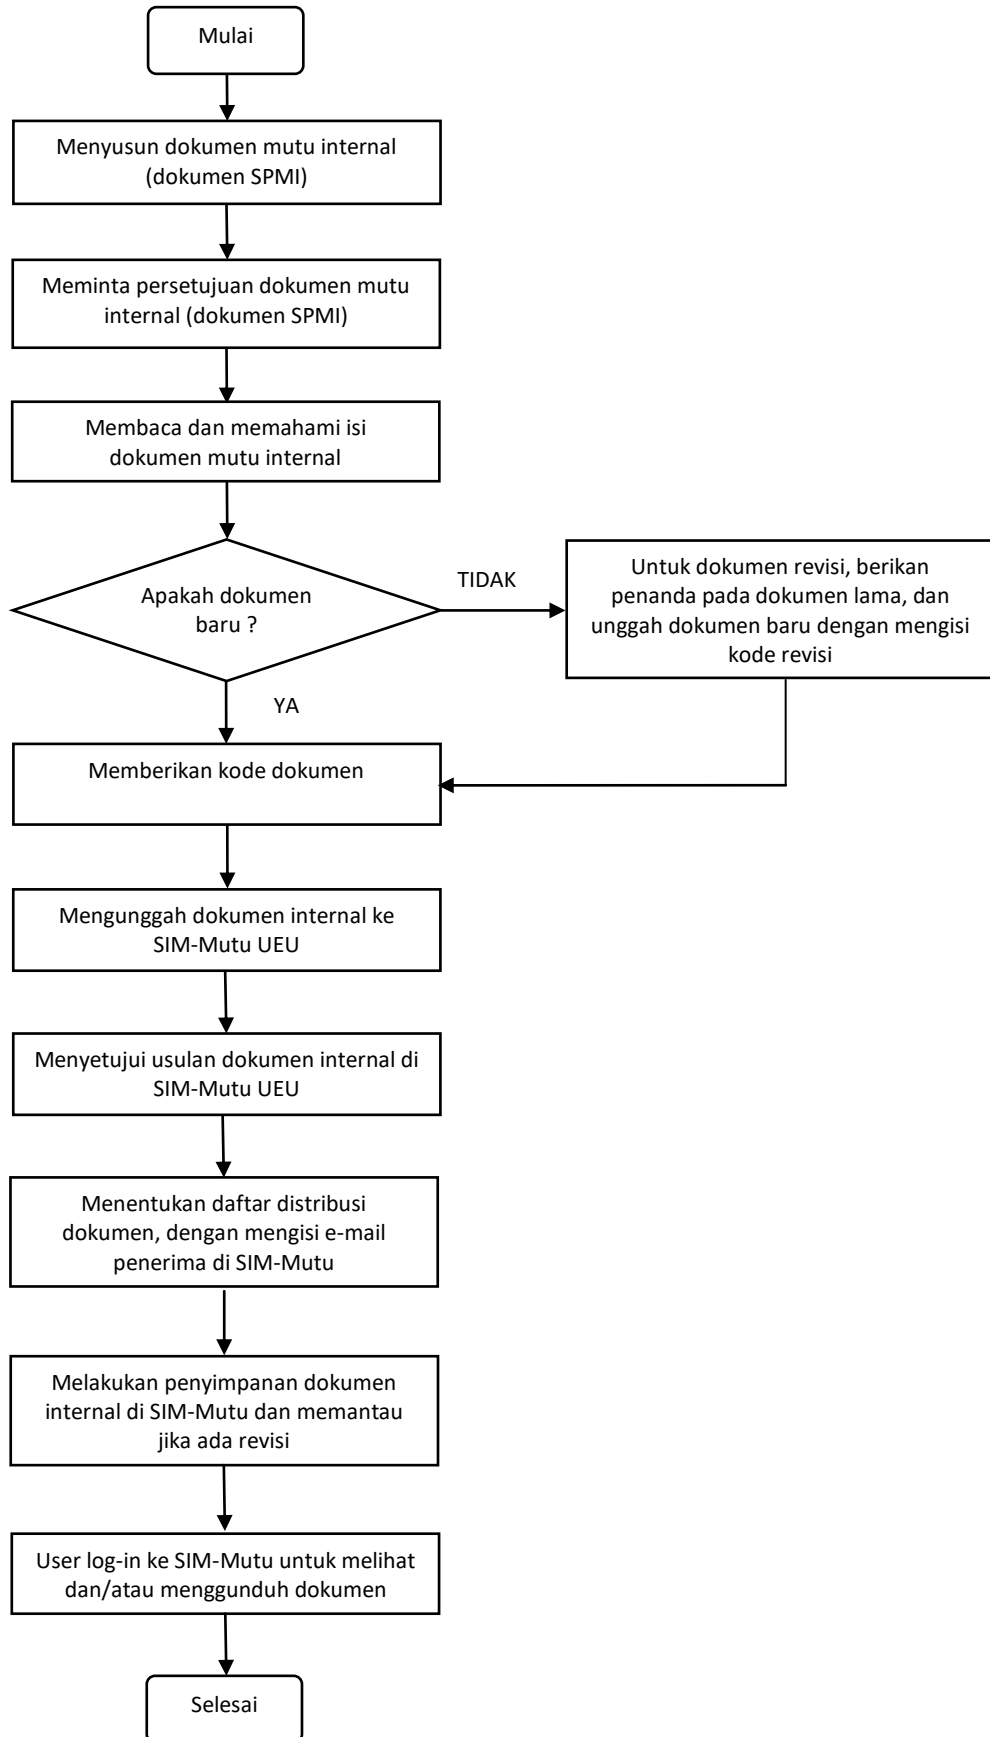 Mulai
Menyusun dokumen mutu internal
(dokumen SPMI)
Meminta persetujuan dokumen mutu
internal (dokumen SPMI)
Membaca dan memahami isi
dokumen mutu internal
Apakah dokumen
baru ?
TIDAK
Untuk dokumen revisi, berikan
penanda pada dokumen lama, dan
unggah dokumen baru dengan mengisi
kode revisi
YA
Memberikan kode dokumen
Mengunggah dokumen internal ke
SIM-Mutu UEU
Menyetujui usulan dokumen internal di
SIM-Mutu UEU
Menentukan daftar distribusi
dokumen, dengan mengisi e-mail
penerima di SIM-Mutu
Melakukan penyimpanan dokumen
internal di SIM-Mutu dan memantau
jika ada revisi
User log-in ke SIM-Mutu untuk melihat
dan/atau menggunduh dokumen
Selesai